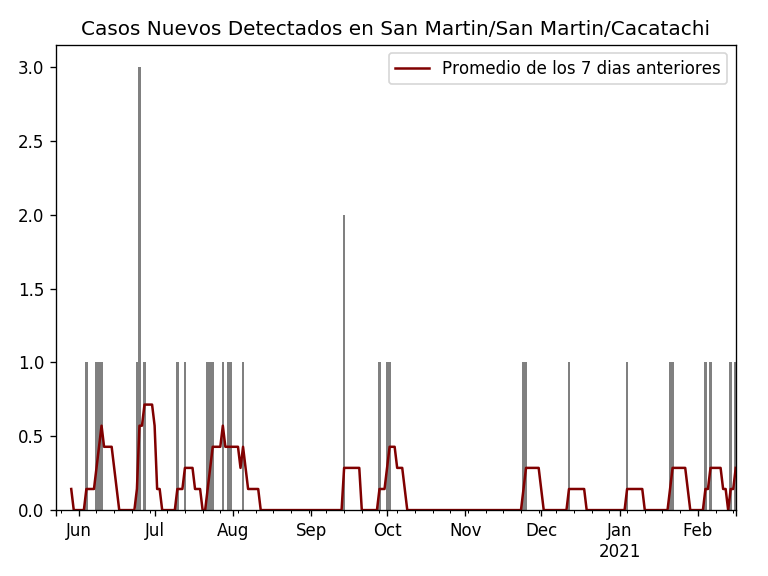 Casos Nuevos Detectados en San Martin/San Martin/Cacatachi
Promedio de los 7 dias anteriores
3.0
2.5
2.0
1.5
1.0
0.5
0.0
Jun Jul Aug Sep Oct Nov Dec Jan Feb
2021